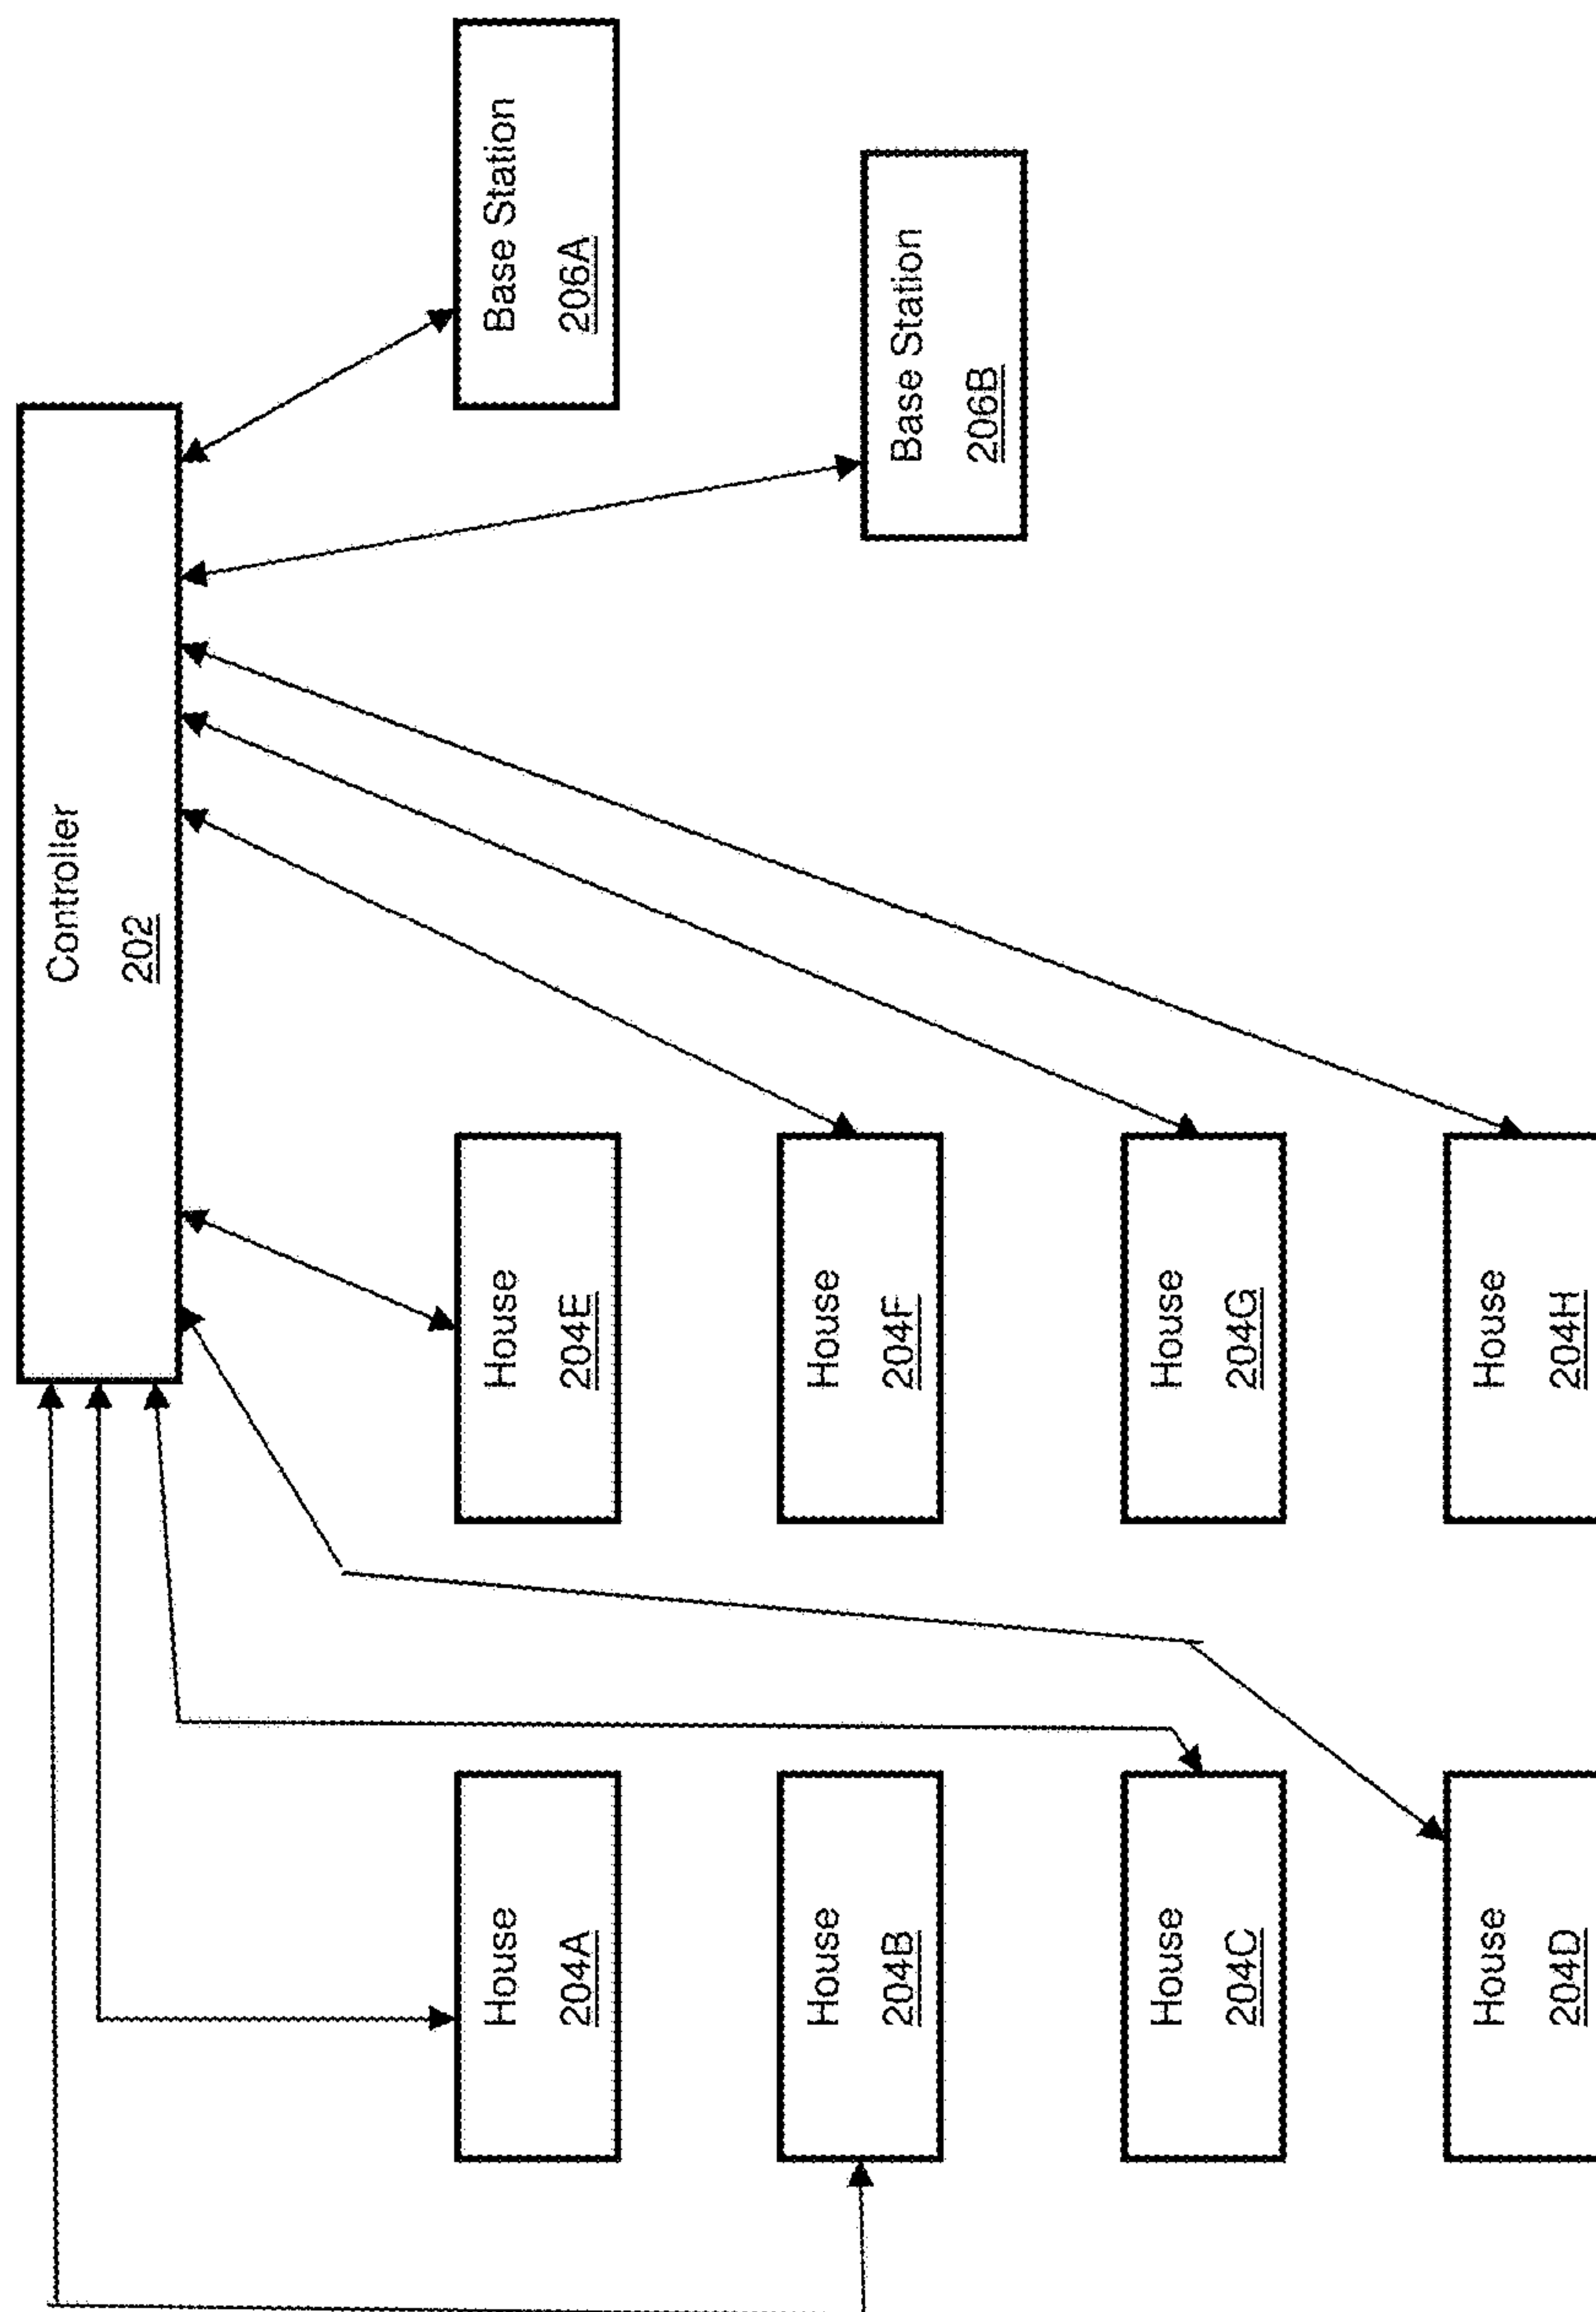 Controller
202
House
204A
House
204E
Base Station
206A
House
204B
House
204F
Base Station
206B
House
204C
House
204G
House
204D
House
204H